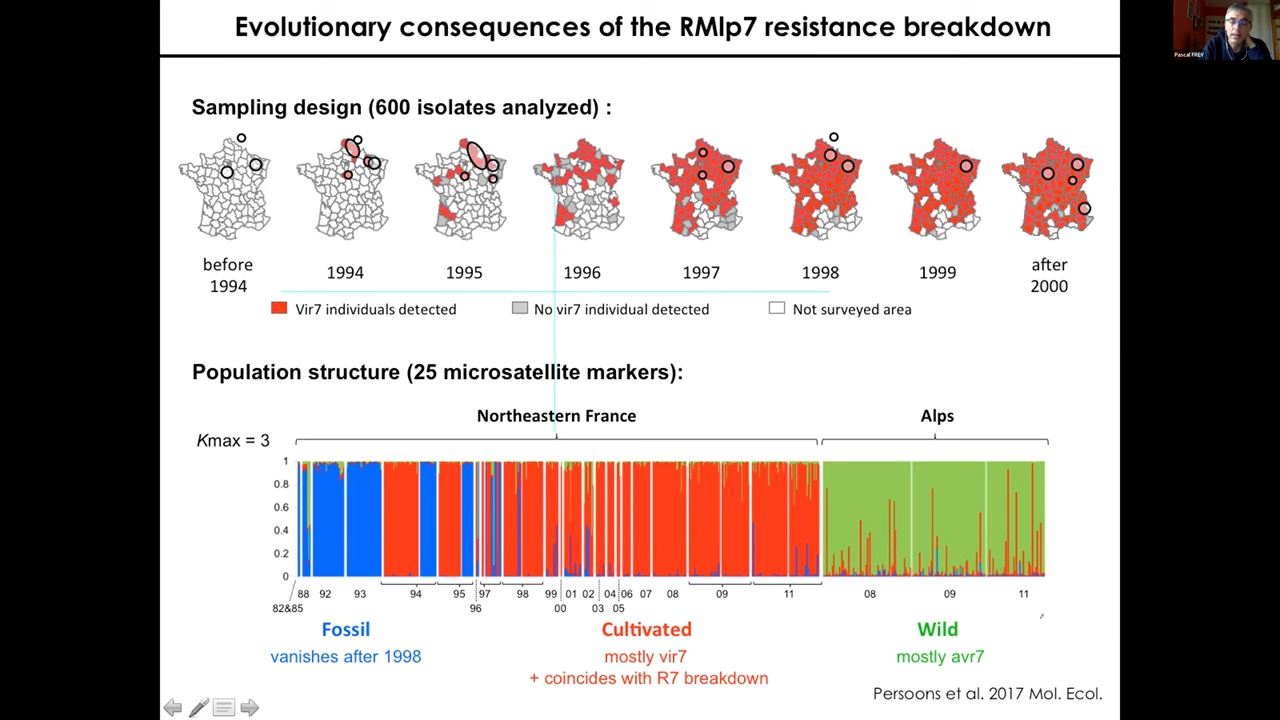 Evolutionary consequences of the RMlp7 resistance breakdown
Pascal FREY
Sampling design (600 isolates analyzed) :
before
1994
1994
1995
1996
1997
1998
1999
after
2000
Vir7 individuals detected
No vir7 individual detected
Not surveyed area
Population structure (25 microsatellite markers):
Northeastern France
Alps
Kmax = 3
1
0.8
0.6
0.4
0.2
0
82&85
88
92
93
94
95
96
97
98
99
00
01
02
03
04
05
06
07
08
09
11
08
09
11
Fossil
vanishes after 1998
Cultivated
mostly vir7
+ coincides with R7 breakdown
Wild
mostly avr7
Persoons et al. 2017 Mol. Ecol.